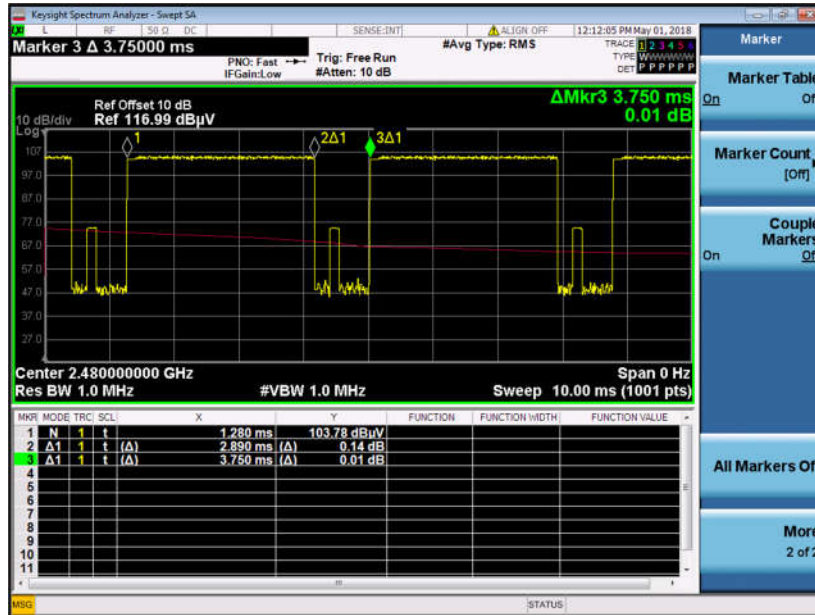 Keysight Spectrum Analyzer - Swept SA
L RF 50 Ω DC SENSE:INT ALIGN OFF 12:12:05 PM May 01, 2018
Marker 3 Δ 3.75000 ms
PNO: Fast
IFGain:Low
Trig: Free Run
#Atten: 10 dB
#Avg Type: RMS
TRACE 1 2 3 4 5 6
TYPE W
DET P P P P P P
Marker
Marker Table
On Of
Marker Count
[Off]
Couple
Markers
On Of
All Markers Of
More
2 of 2
ΔMkr3 3.750 ms
0.01 dB
Ref Offset 10 dB
10 dB/div Ref 116.99 dBµV
Log
1
2Δ1
3Δ1
107
97.0
87.0
77.0
67.0
57.0
47.0
37.0
27.0
Center 2.480000000 GHz
Span 0 Hz
Res BW 1.0 MHz
#VBW 1.0 MHz
Sweep 10.00 ms (1001 pts)
MKR MODE TRC SCL X Y FUNCTION FUNCTION WIDTH FUNCTION VALUE
1 N 1 t 1.280 ms 103.78 dBµV
2 Δ1 1 t (Δ) 2.890 ms (Δ) 0.14 dB
3 Δ1 1 t (Δ) 3.750 ms (Δ) 0.01 dB
4
5
6
7
8
9
10
11
MSG
STATUS